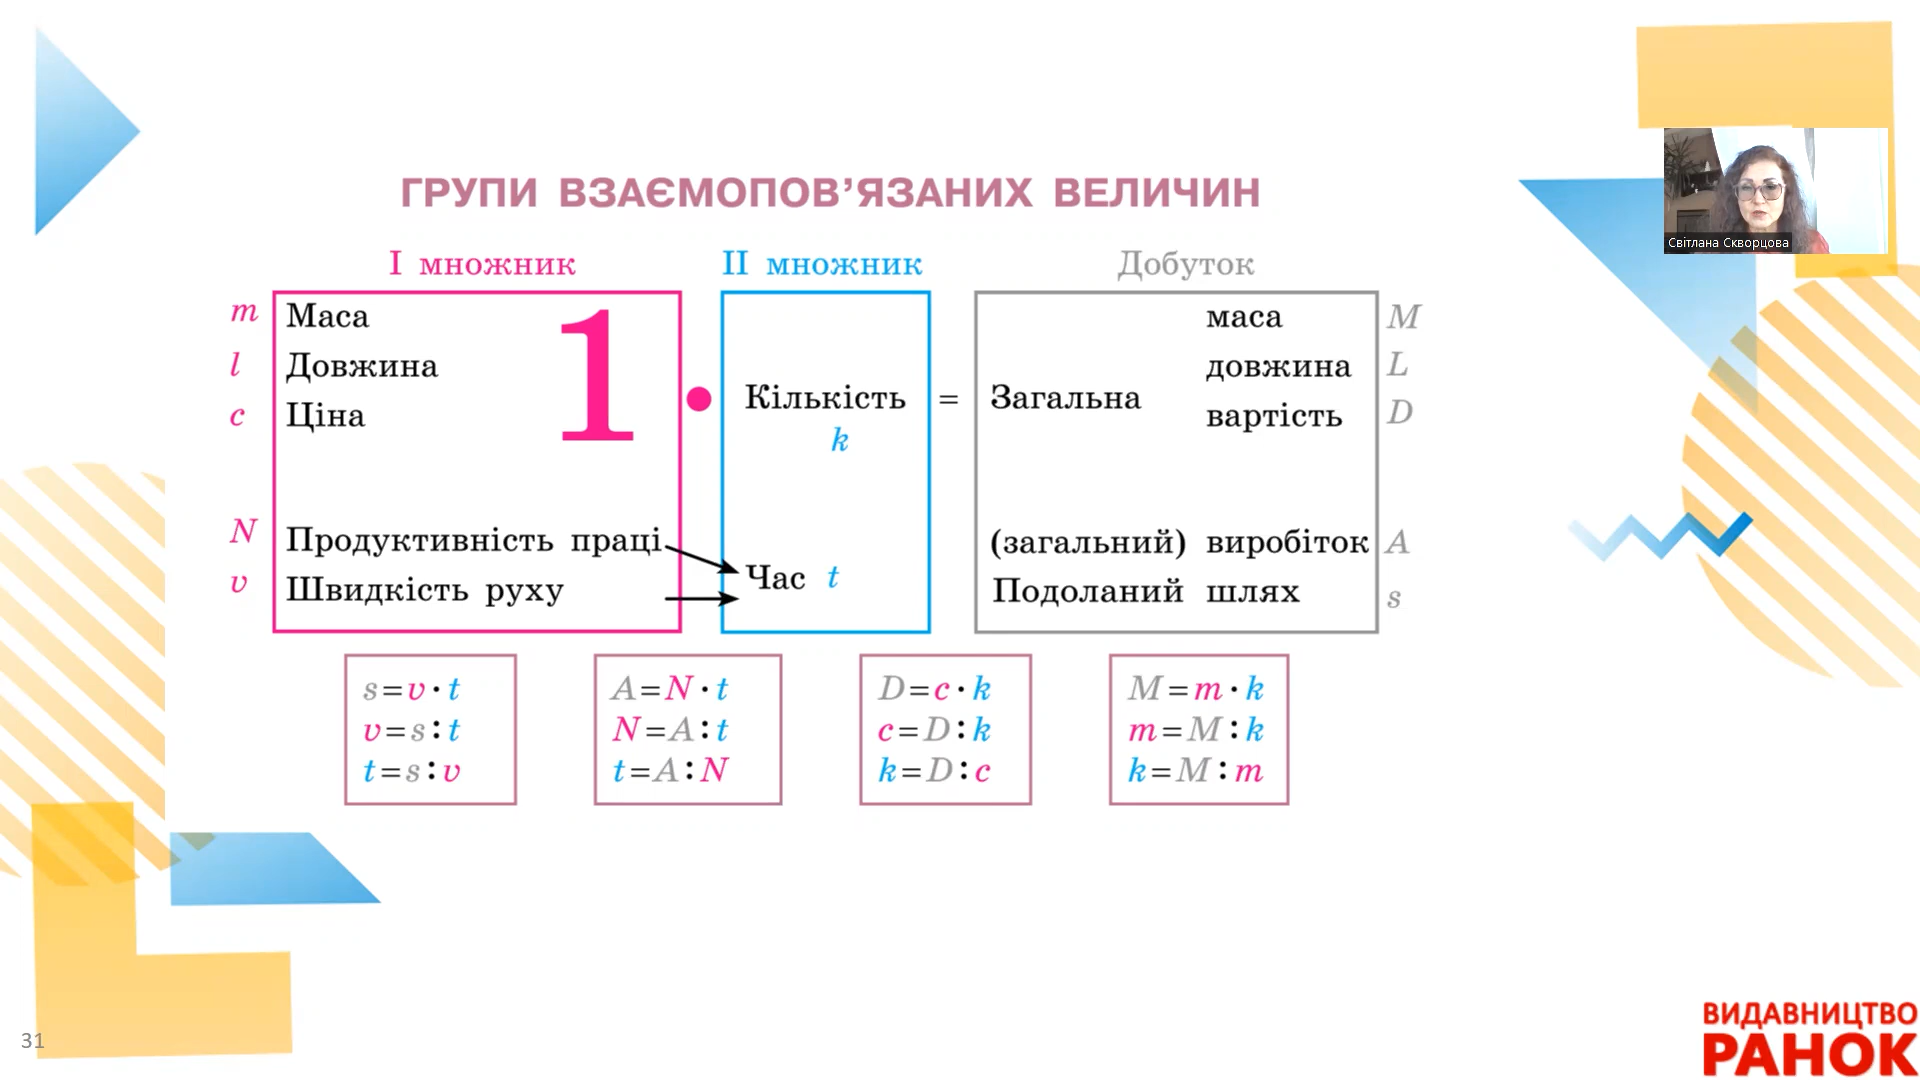 ГРУПИ ВЗАЄМОПОВ’ЯЗАНИХ ВЕЛИЧИН
I множник II множник Добуток
m Маса 1 маса M
l Довжина довжина L
• Кількість = Загальна
c Ціна вартість D
k
N Продуктивність праці (загальний) виробіток A
Час t
v Швидкість руху Подоланий шлях s
s=v·t A=N·t D=c·k M=m·k
v=s:t N=A:t c=D:k m=M:k
t=s:v t=A:N k=D:c k=M:m
Світлана Скворцова
31
ВИДАВНИЦТВО
РАНОК